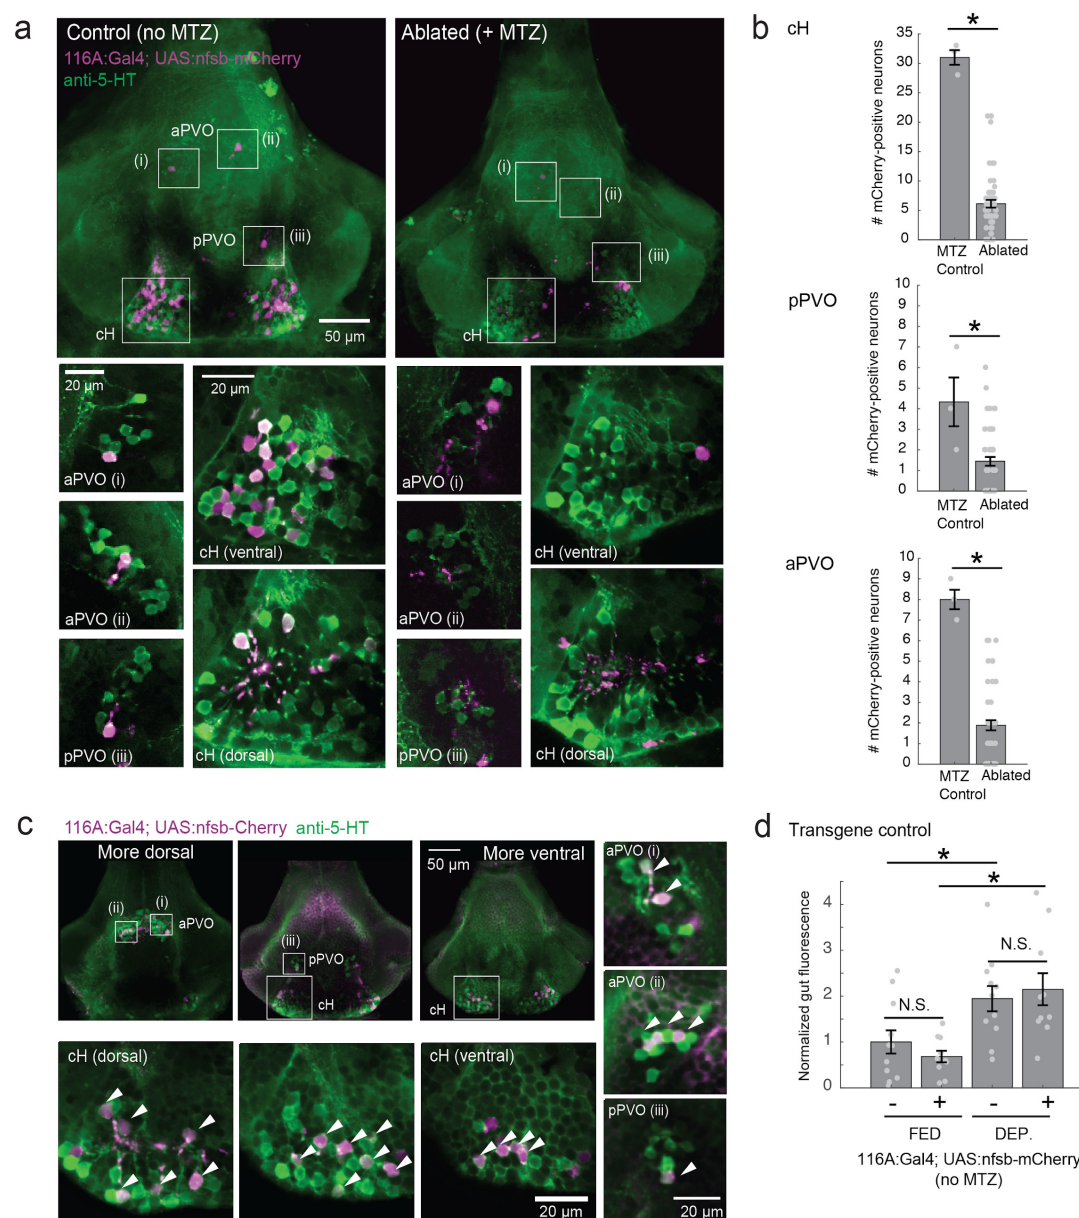 a
Control (no MTZ)
116A:Gal4; UAS:nfsb-mCherry
anti-5-HT
aPVO
(ii)
(i)
pPVO
(iii)
cH
50 µm
Ablated (+ MTZ)
(i)
(ii)
(iii)
cH
20 µm
aPVO (i)
aPVO (ii)
pPVO (iii)
20 µm
cH (ventral)
cH (dorsal)
aPVO (i)
aPVO (ii)
pPVO (iii)
cH (ventral)
cH (dorsal)
b
cH
*
# mCherry-positive neurons
35
30
25
20
15
10
5
0
MTZ
Control
Ablated
pPVO
*
# mCherry-positive neurons
10
9
8
7
6
5
4
3
2
1
0
MTZ
Control
Ablated
aPVO
*
# mCherry-positive neurons
10
9
8
7
6
5
4
3
2
1
0
MTZ
Control
Ablated
c
116A:Gal4; UAS:nfsb-Cherry anti-5-HT
More dorsal
(ii)
(i)
aPVO
(iii)
pPVO
cH
50 µm
More ventral
cH
cH (dorsal)
cH (ventral)
20 µm
aPVO (i)
aPVO (ii)
pPVO (iii)
20 µm
d
Transgene control
*
*
N.S.
N.S.
Normalized gut fluorescence
4
3
2
1
0
- + - +
FED DEP.
116A:Gal4; UAS:nfsb-mCherry
(no MTZ)